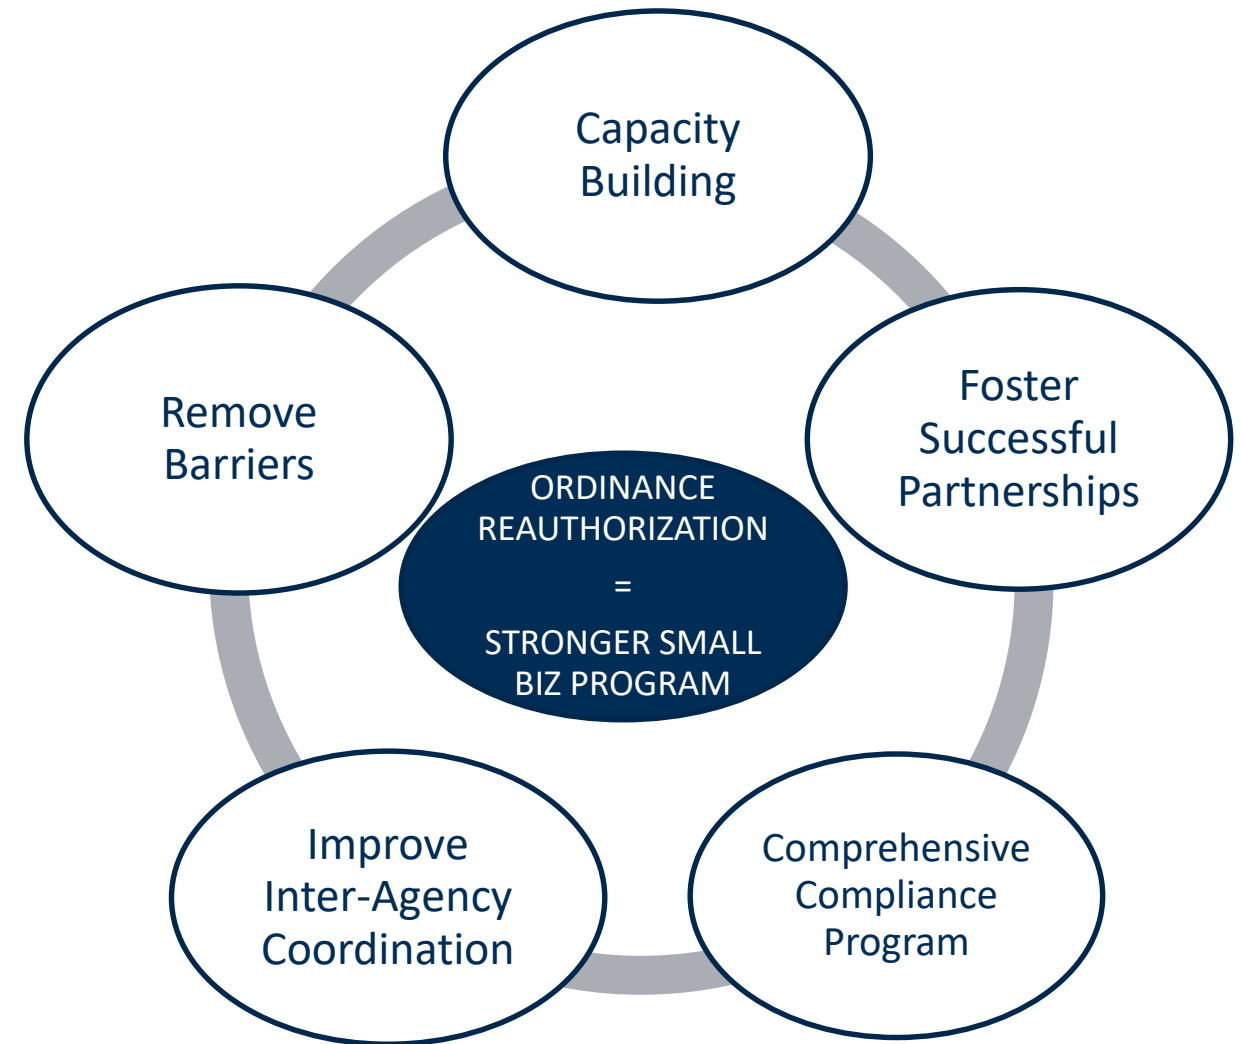 Capacity
Building
Foster
Successful
Partnerships
Comprehensive
Compliance
Program
Improve
Inter-Agency
Coordination
Remove
Barriers
ORDINANCE
REAUTHORIZATION
=
STRONGER SMALL
BIZ PROGRAM